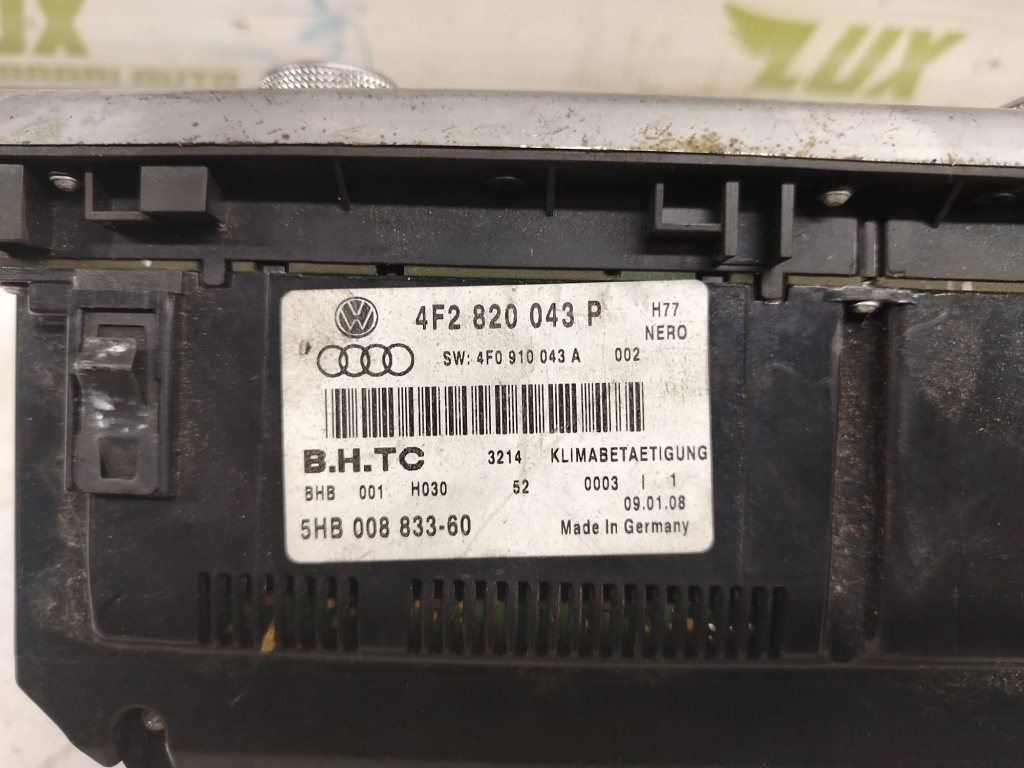 LUX
4F2 820 043 P H77
NERO
SW: 4F0 910 043 A 002
B.H.TC 3214 KLIMABETAETIGUNG
BHB 001 H030 52 0003 I 1
09.01.08
5HB 008 833-60 Made In Germany